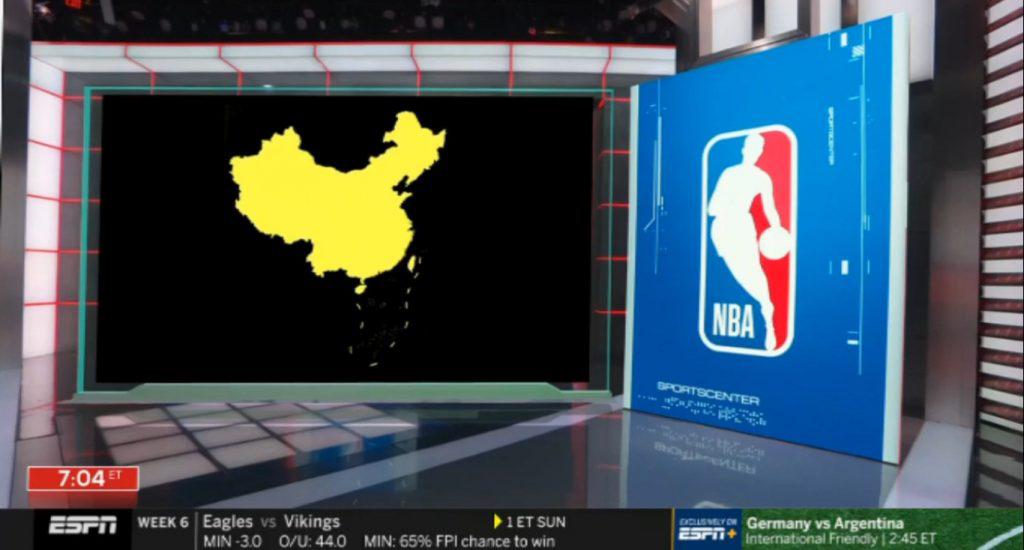 NBA
SPORTSCENTER
SPORTSCENTER
7:04 ET
ESPN
WEEK 6
Eagles vs Vikings
MIN -3.0 O/U: 44.0 MIN: 65% FPI chance to win
1 ET SUN
EXCLUSIVELY ON
ESPN+
Germany vs Argentina
International Friendly | 2:45 ET